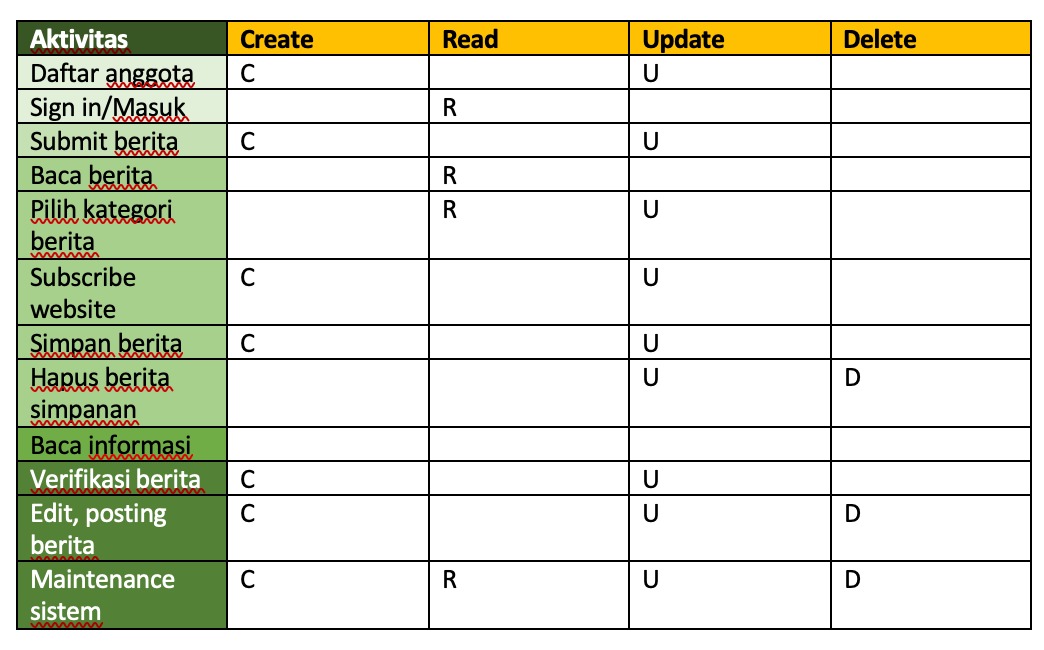 Aktivitas Create Read Update Delete
Daftar anggota C U
Sign in/Masuk R
Submit berita C U
Baca berita R
Pilih kategori R U
berita
Subscribe C U
website
Simpan berita C U
Hapus berita U D
simpanan
Baca informasi
Verifikasi berita C U
Edit, posting C U D
berita
Maintenance C R U D
sistem